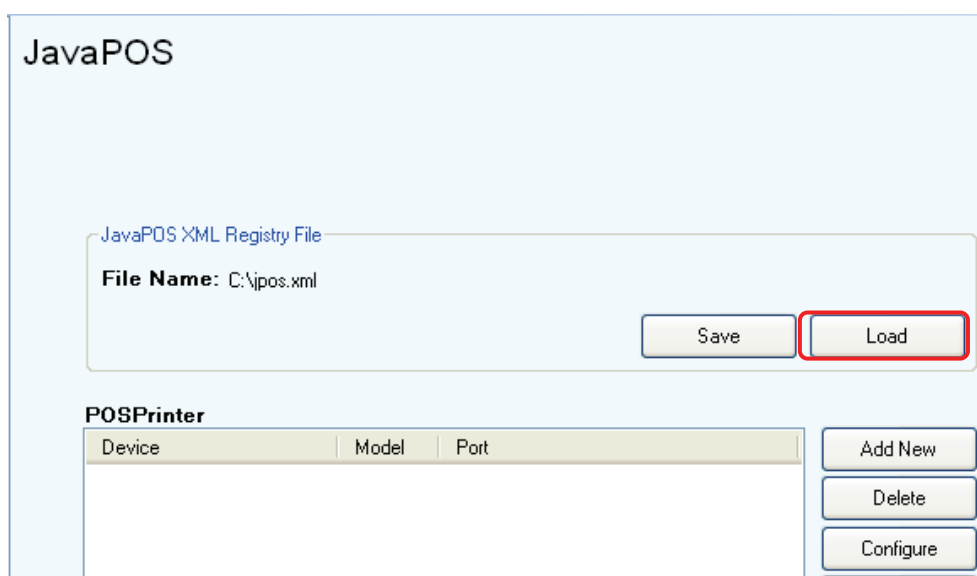 JavaPOS
JavaPOS XML Registry File
File Name: C:\jpos.xml
Save Load
POSPrinter
Device Model Port
Add New
Delete
Configure